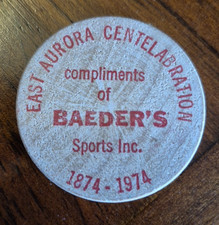 EAST AURORA CENTELABRATION
compliments
of
BAEDER'S
Sports Inc.
1874-1974